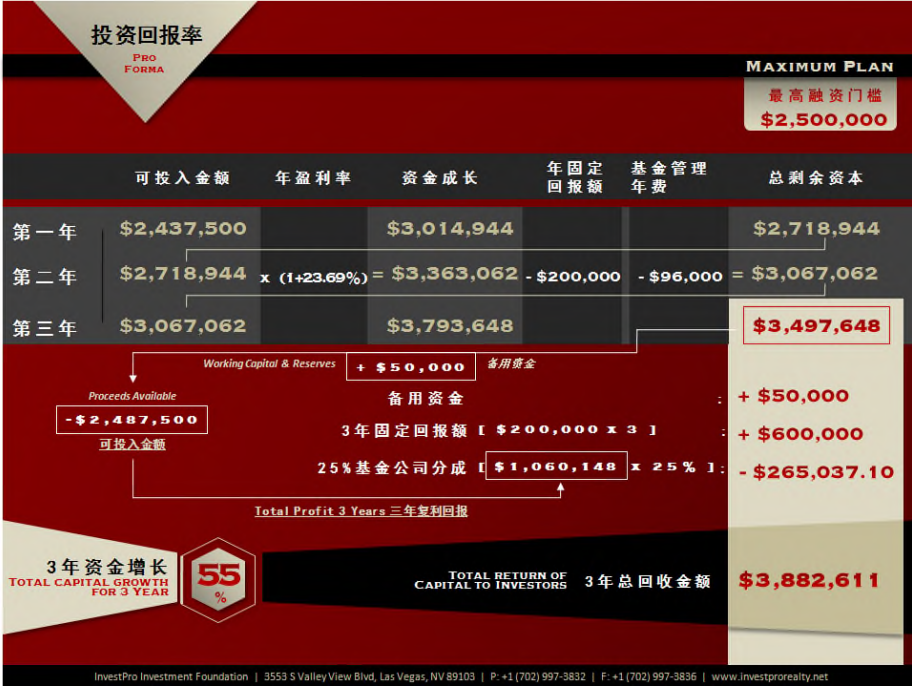 投资回报率
PRO
FORMA
MAXIMUM PLAN
最高融资门槛
$2,500,000
可投入金额 年盈利率 资金成长 年固定 回报额 基金管理 年费 总剩余资本
第一年 $2,437,500 $3,014,944 $2,718,944
第二年 $2,718,944 x (1+23.69%) = $3,363,062 - $200,000 - $96,000 = $3,067,062
第三年 $3,067,062 $3,793,648 $3,497,648
Working Capital & Reserves + $50,000 备用资金
Proceeds Available
-$2,487,500
可投入金额
备用资金 : + $50,000
3年固定回报额 [ $200,000 x 3 ] : + $600,000
25%基金公司分成 [ $1,060,148 x 25% ]: - $265,037.10
Total Profit 3 Years 三年复利回报
3年资金增长
TOTAL CAPITAL GROWTH
FOR 3 YEAR
55
%
TOTAL RETURN OF
CAPITAL TO INVESTORS 3年总回收金额 $3,882,611
InvestPro Investment Foundation | 3553 S Valley View Blvd, Las Vegas, NV 89103 | P: +1 (702) 997-3832 | F: +1 (702) 997-3836 | www.investprorealty.net